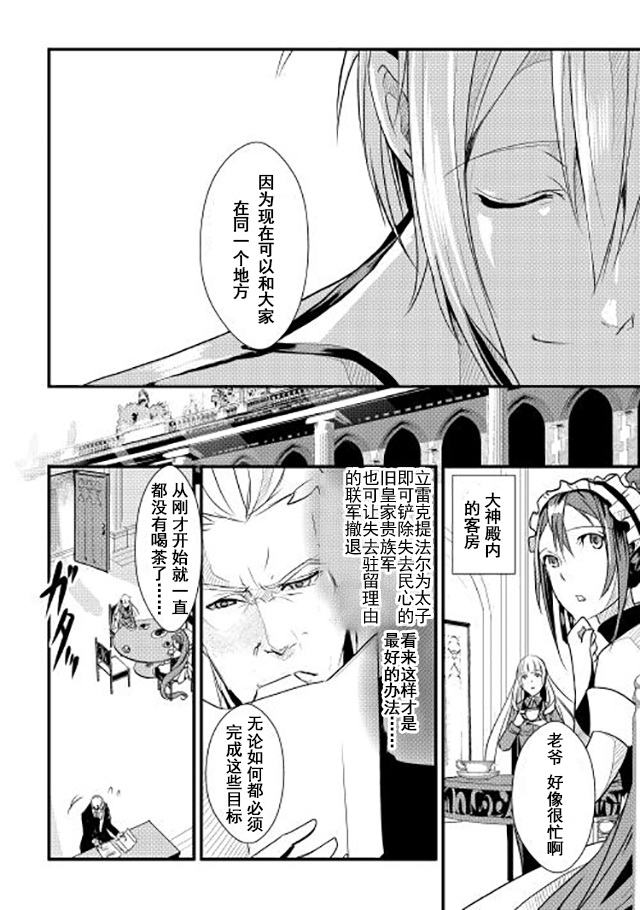 因为现在可以和大家
在同一个地方
大神殿内
的客房
老爷 好像很忙啊
立雷克提法尔为太子
即可铲除失去民心的
旧皇家贵族军
也可让失去驻留理由
的联军撤退
看来这样才是
最好的办法……
无论如何都必须
完成这些目标
从刚才开始就一直
都没有喝茶了……
ガタッ